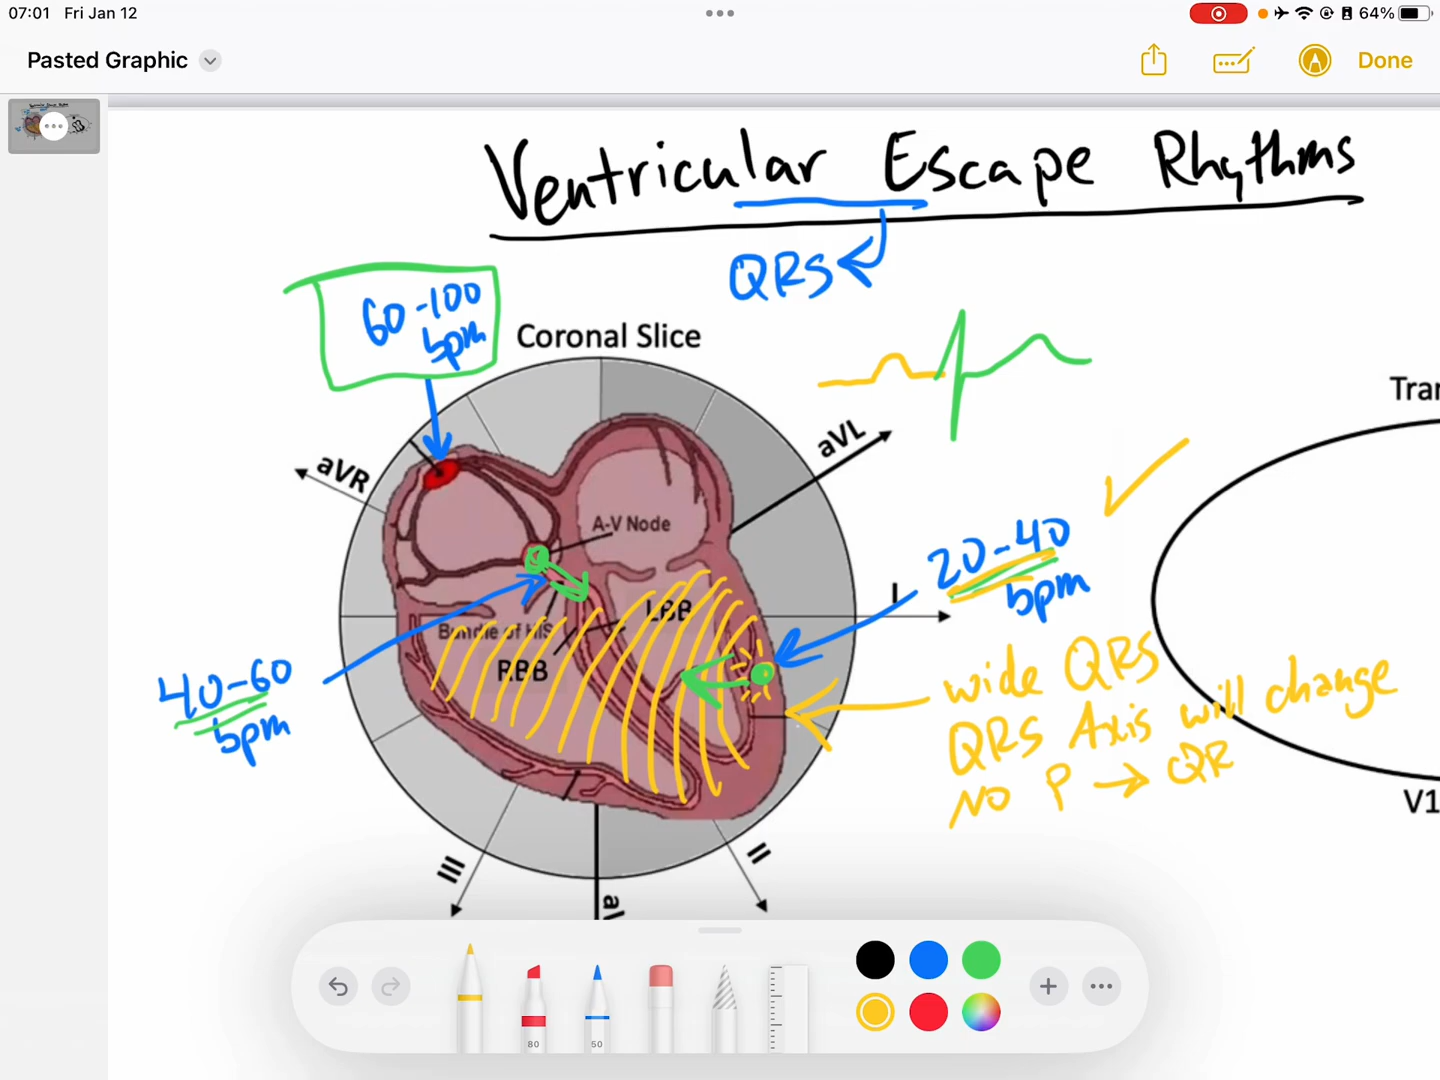 07:01 Fri Jan 12
64%
Pasted Graphic
Done
Ventricular Escape Rhythms
QRS
60-100
bpm
Coronal Slice
Tran
aVR
aVL
A-V Node
20-40
bpm
I
LBB
Bundle of HIS
RBB
40-60
bpm
wide QRS
QRS Axis will change
NO P → QR
V1
III
II
80
50